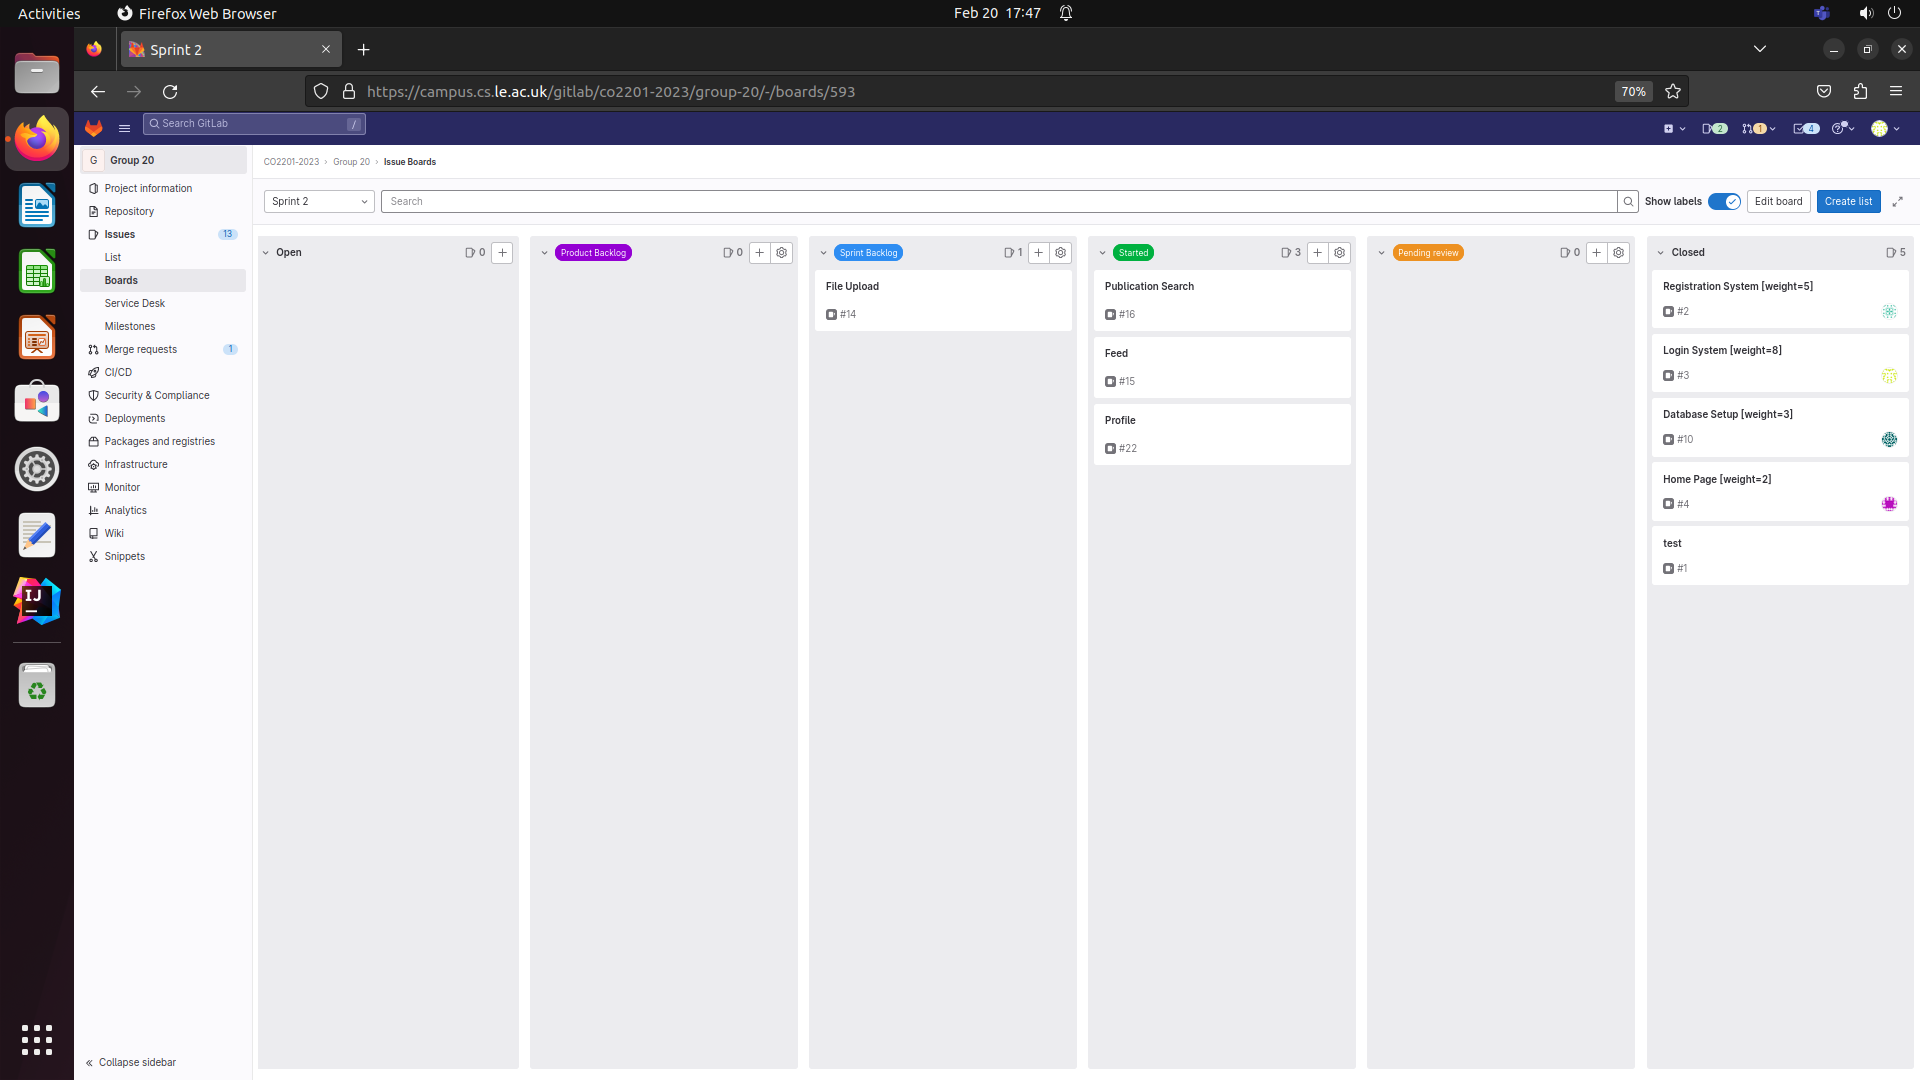 Activities
Firefox Web Browser
Feb 20 17:47
Sprint 2
https://campus.cs.le.ac.uk/gitlab/co2201-2023/group-20/-/boards/593
70%
Search GitLab
/
2
1
4
G
Group 20
Project information
Repository
Issues
13
List
Boards
Service Desk
Milestones
Merge requests
1
CI/CD
Security & Compliance
Deployments
Packages and registries
Infrastructure
Monitor
Analytics
Wiki
Snippets
Collapse sidebar
CO2201-2023 › Group 20 › Issue Boards
Sprint 2
Search
Show labels
Edit board
Create list
Open
0
Product Backlog
0
Sprint Backlog
1
File Upload
#14
Started
3
Publication Search
#16
Feed
#15
Profile
#22
Pending review
0
Closed
5
Registration System [weight=5]
#2
Login System [weight=8]
#3
Database Setup [weight=3]
#10
Home Page [weight=2]
#4
test
#1
IJ